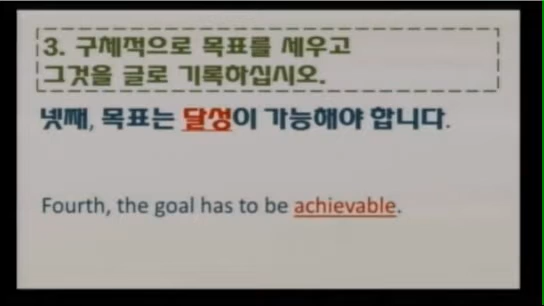 3. 구체적으로 목표를 세우고
그것을 글로 기록하십시오.
넷째, 목표는 달성이 가능해야 합니다.
Fourth, the goal has to be achievable.